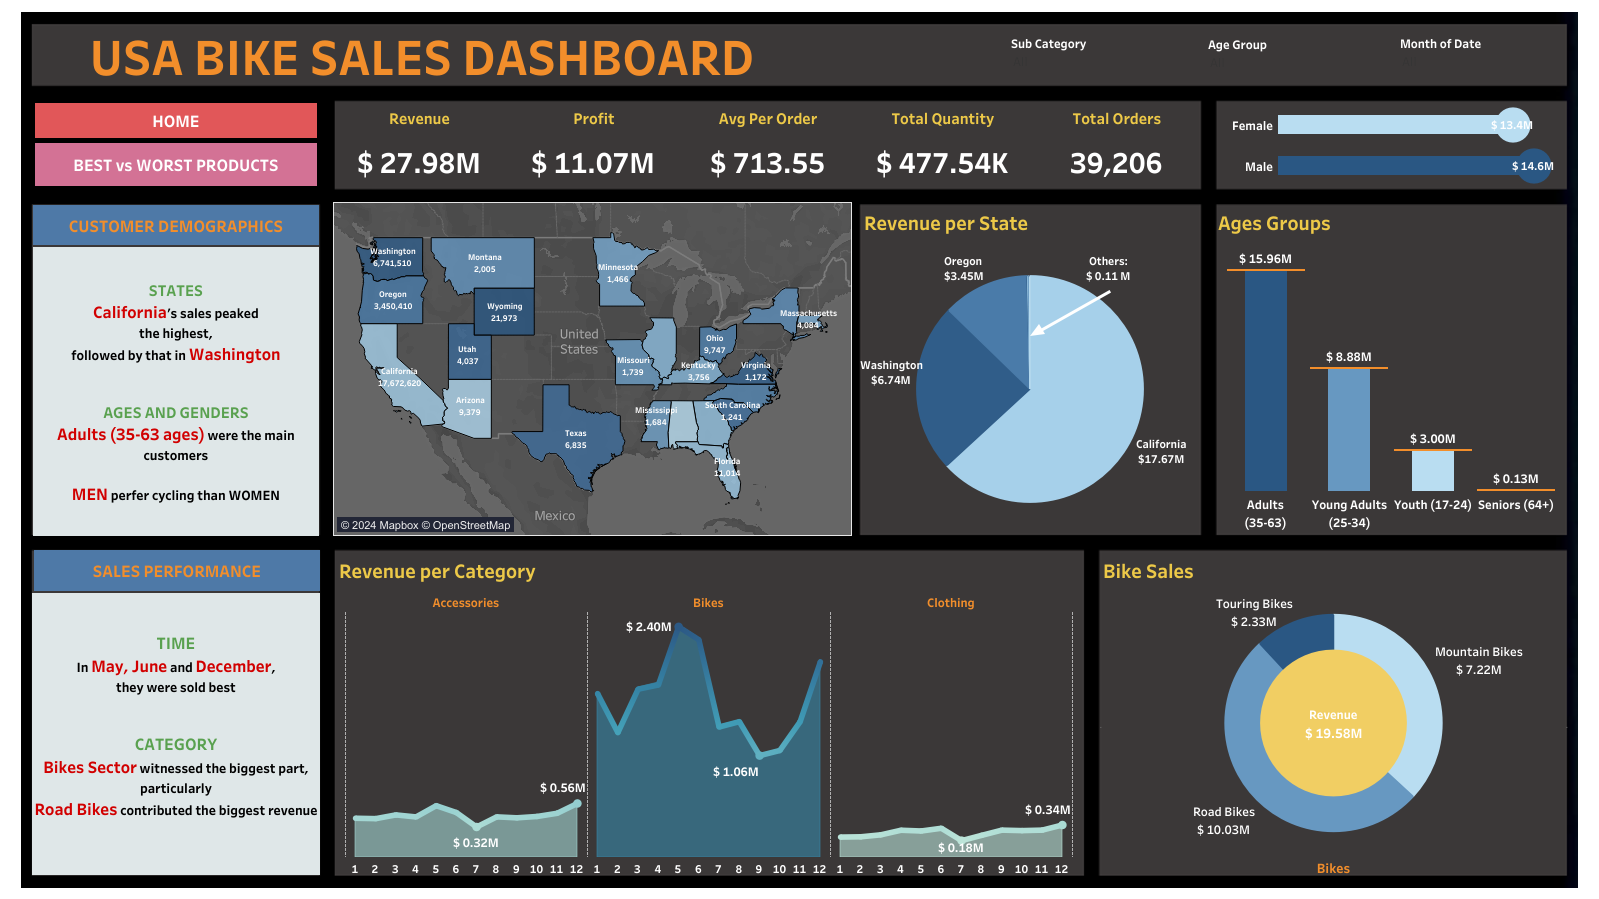 USA BIKE SALES DASHBOARD
Sub Category
Age Group
Month of Date
HOME
BEST vs WORST PRODUCTS
Revenue
Profit
Avg Per Order
Total Quantity
Total Orders
$ 27.98M
$ 11.07M
$ 713.55
$ 477.54K
39,206
Female
$ 13.4M
Male
$ 14.6M
CUSTOMER DEMOGRAPHICS
STATES
California's sales peaked
the highest,
followed by that in Washington
AGES AND GENDERS
Adults (35-63 ages) were the main
customers
MEN perfer cycling than WOMEN
Washington
6,741,510
Montana
2,005
Minnesota
1,466
Oregon
3,450,410
Wyoming
21,973
Massachusetts
4,084
United
States
Utah
4,037
Ohio
9,747
Missouri
1,739
Kentucky
3,756
Virginia
1,172
California
17,672,620
Arizona
9,379
Mississippi
1,684
South Carolina
1,241
Texas
6,835
Florida
11,014
Mexico
© 2024 Mapbox © OpenStreetMap
Revenue per State
Oregon
$3.45M
Others:
$ 0.11 M
Washington
$6.74M
California
$17.67M
Ages Groups
$ 15.96M
$ 8.88M
$ 3.00M
$ 0.13M
Adults
(35-63)
Young Adults
(25-34)
Youth (17-24)
Seniors (64+)
SALES PERFORMANCE
TIME
In May, June and December,
they were sold best
CATEGORY
Bikes Sector witnessed the biggest part,
particularly
Road Bikes contributed the biggest revenue
Revenue per Category
Accessories
Bikes
Clothing
$ 2.40M
$ 1.06M
$ 0.56M
$ 0.32M
$ 0.34M
$ 0.18M
1 2 3 4 5 6 7 8 9 10 11 12
1 2 3 4 5 6 7 8 9 10 11 12
1 2 3 4 5 6 7 8 9 10 11 12
Bike Sales
Touring Bikes
$ 2.33M
Mountain Bikes
$ 7.22M
Revenue
$ 19.58M
Road Bikes
$ 10.03M
Bikes